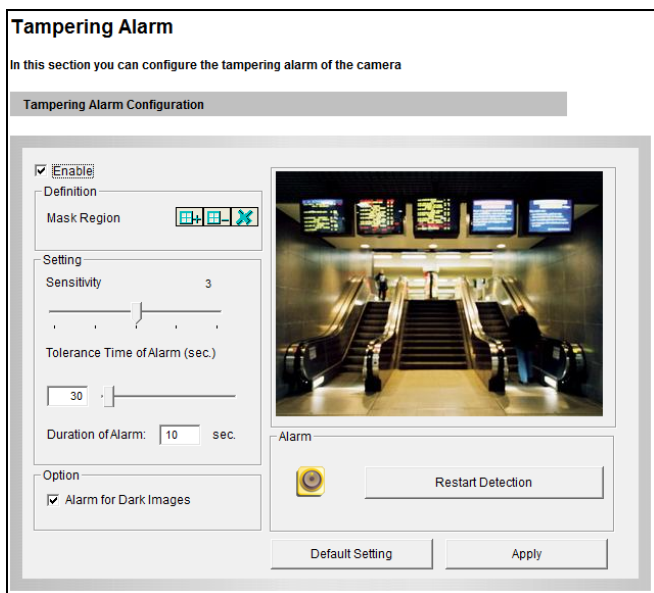 Tampering Alarm
In this section you can configure the tampering alarm of the camera
Tampering Alarm Configuration
Enable
Definition
Mask Region
Setting
Sensitivity 3
Tolerance Time of Alarm (sec.)
30
Duration of Alarm: 10 sec.
Option
Alarm for Dark Images
Alarm
Restart Detection
Default Setting
Apply